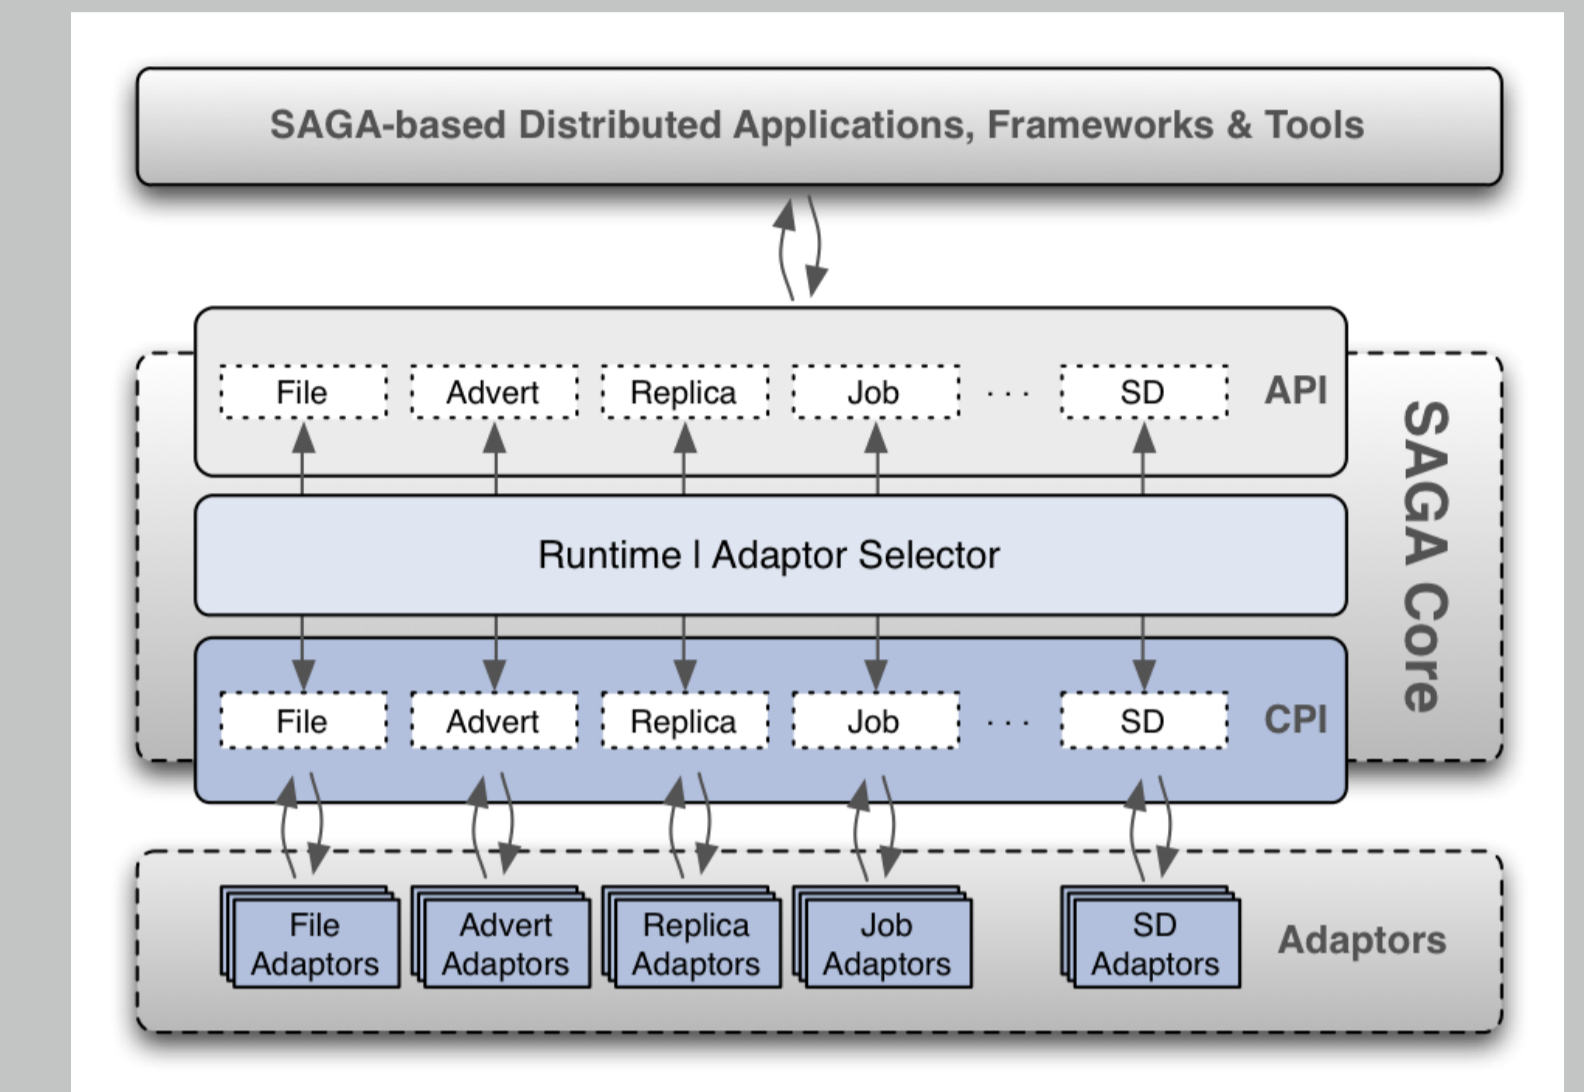 SAGA-based Distributed Applications, Frameworks & Tools
File Advert Replica Job ... SD API
Runtime | Adaptor Selector
SAGA Core
File Advert Replica Job ... SD CPI
File Adaptors
Advert Adaptors
Replica Adaptors
Job Adaptors
SD Adaptors
Adaptors